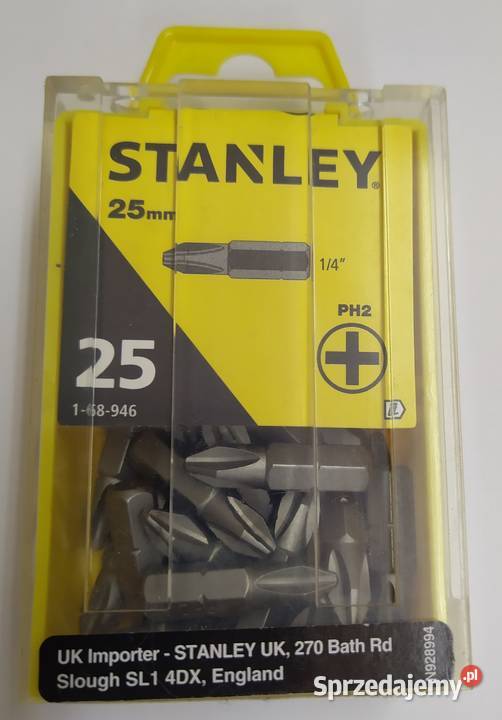 STANLEY®
25mm
1/4"
PH2
25
1-68-946
UK Importer - STANLEY UK, 270 Bath Rd
Slough SL1 4DX, England
N928994
Sprzedajemy.pl